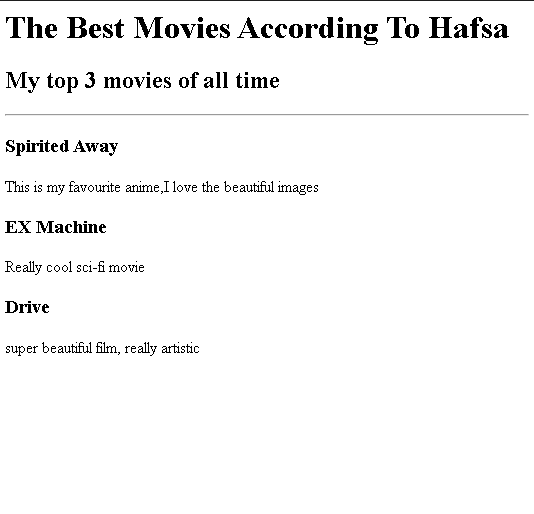 The Best Movies According To Hafsa
My top 3 movies of all time
Spirited Away
This is my favourite anime,I love the beautiful images
EX Machine
Really cool sci-fi movie
Drive
super beautiful film, really artistic